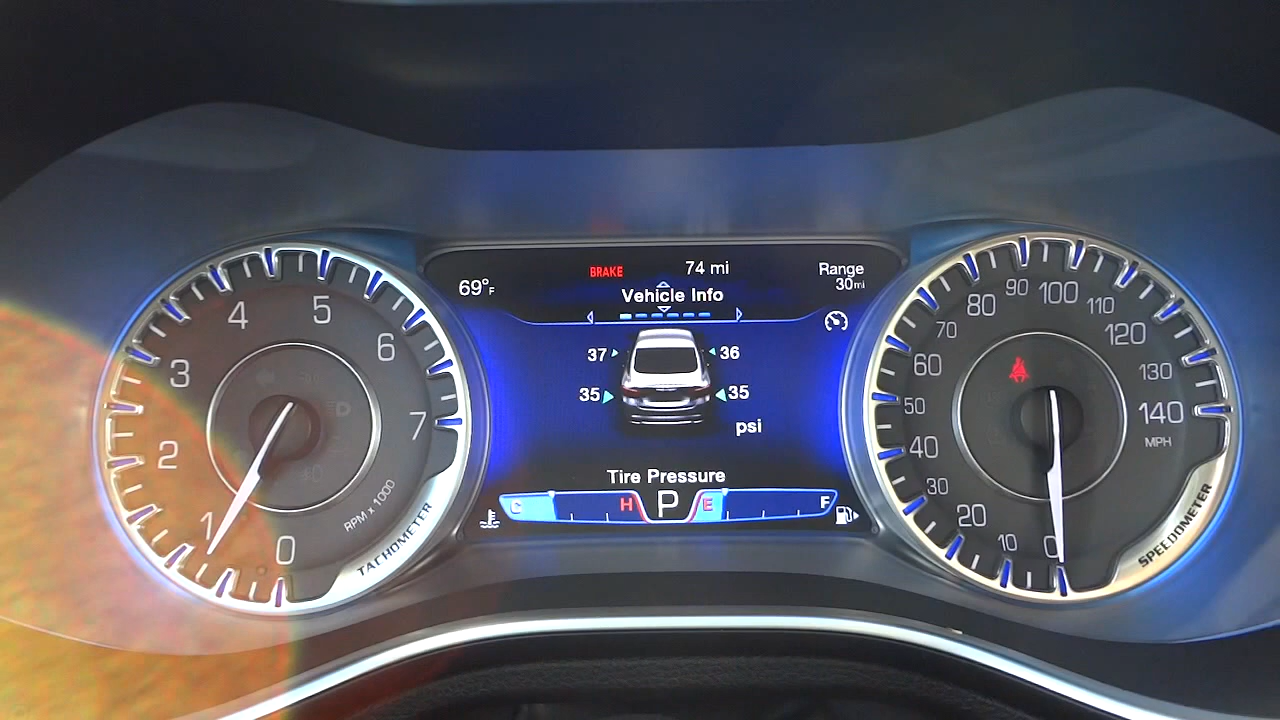 BRAKE
74 mi
Range
30mi
69°F
Vehicle Info
37
36
35
35
psi
Tire Pressure
C
H
P
E
F
0
1
2
3
4
5
6
7
RPM x 1000
TACHOMETER
0
10
20
30
40
50
60
70
80
90
100
110
120
130
140
MPH
SPEEDOMETER